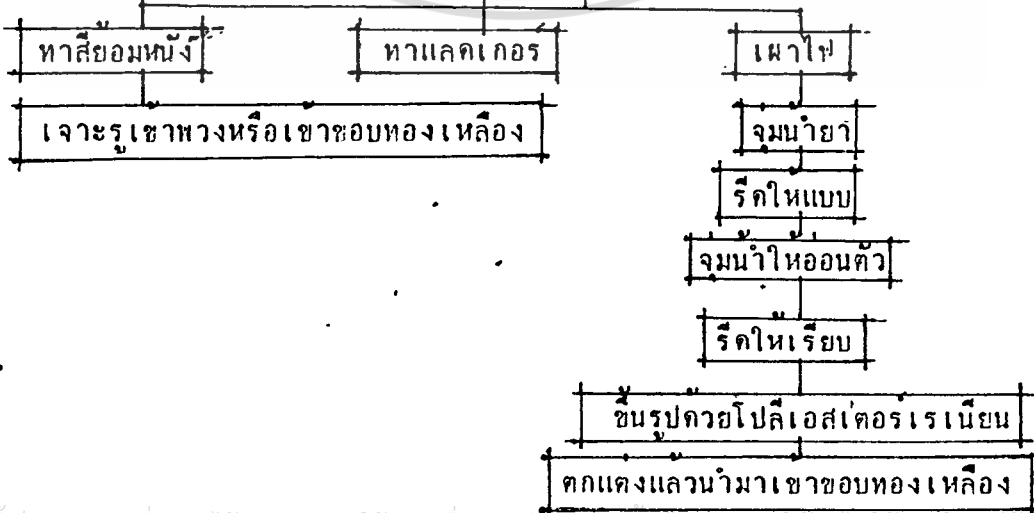 ทาสีย้อมหนัง
ทาแลคเกอร์
เผาไฟ
เจาะรูเข้าพวงหรือเข้าขอบทองเหลือง
จุ่มน้ำยา
รีดให้แบบ
จุ่มน้ำให้อ่อนตัว
รีดให้เรียบ
ขึ้นรูปด้วยโปลีเอสเตอร์เรเนียน
ตกแต่งแล้วนำมาเข้าขอบทองเหลือง